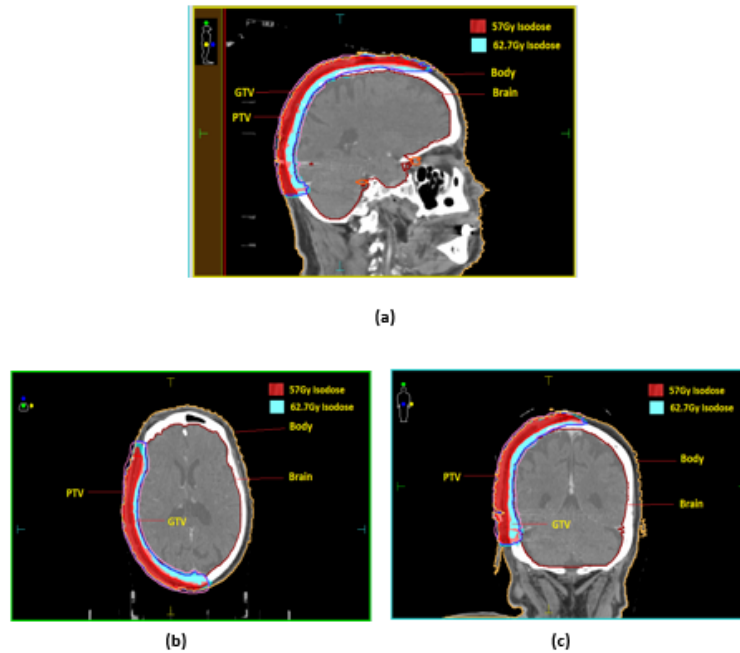 57Gy Isodose
62.7Gy Isodose
Body
GTV
Brain
PTV
(a)
57Gy Isodose
62.7Gy Isodose
Body
Brain
PTV
GTV
(b)
57Gy Isodose
62.7Gy Isodose
Body
PTV
Brain
GTV
(c)